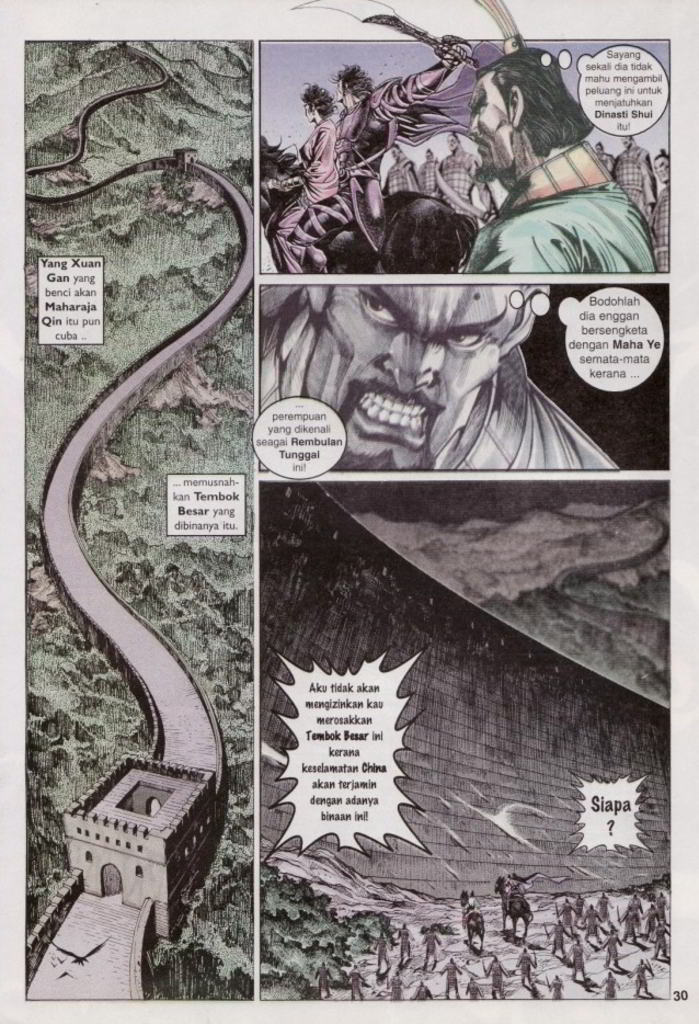 Yang Xuan
Gan yang
benci akan
Maharaja
Qin itu pun
cuba ..
... memusnah-
kan Tembok
Besar yang
dibinanya itu.
Sayang
sekali dia tidak
mahu mengambil
peluang ini untuk
menjatuhkan
Dinasti Shui
itu!
Bodohlah
dia enggan
bersengketa
dengan Maha Ye
semata-mata
kerana ...
...
perempuan
yang dikenali
seagai Rembulan
Tunggal
ini!
Aku tidak akan
mengizinkan kau
merosakkan
Tembok Besar ini
kerana
keselamatan China
akan terjamin
dengan adanya
binaan ini!
Siapa
?
30